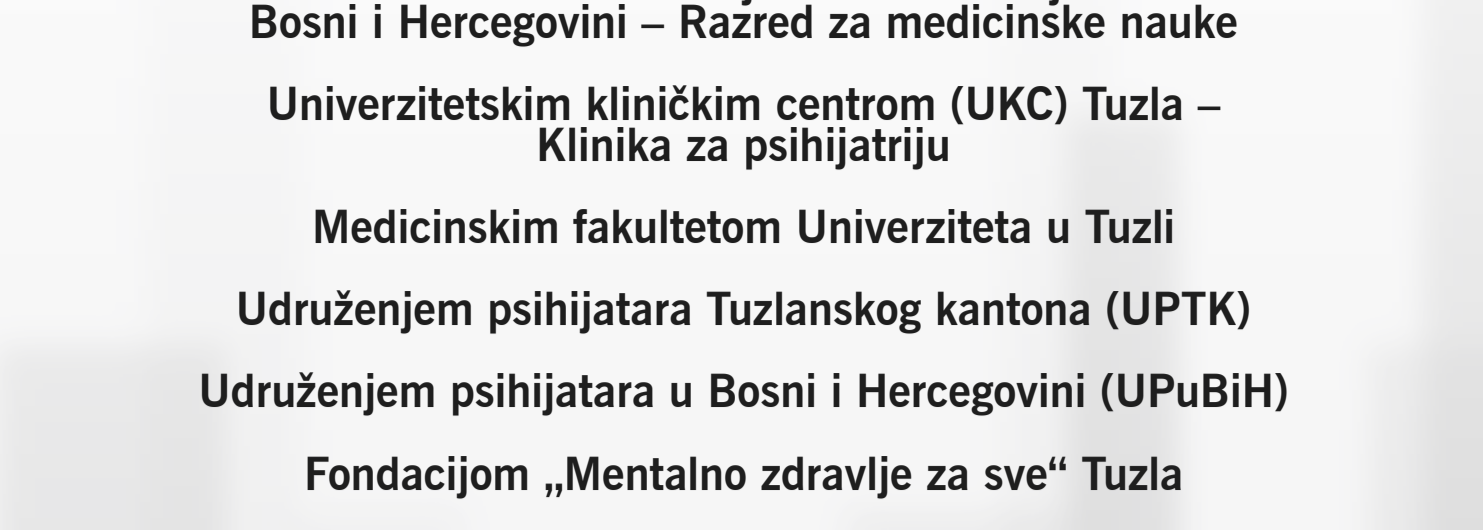 Bosni i Hercegovini – Razred za medicinske nauke
Univerzitetskim kliničkim centrom (UKC) Tuzla –
Klinika za psihijatriju
Medicinskim fakultetom Univerziteta u Tuzli
Udruženjem psihijatara Tuzlanskog kantona (UPTK)
Udruženjem psihijatara u Bosni i Hercegovini (UPuBiH)
Fondacijom „Mentalno zdravlje za sve“ Tuzla